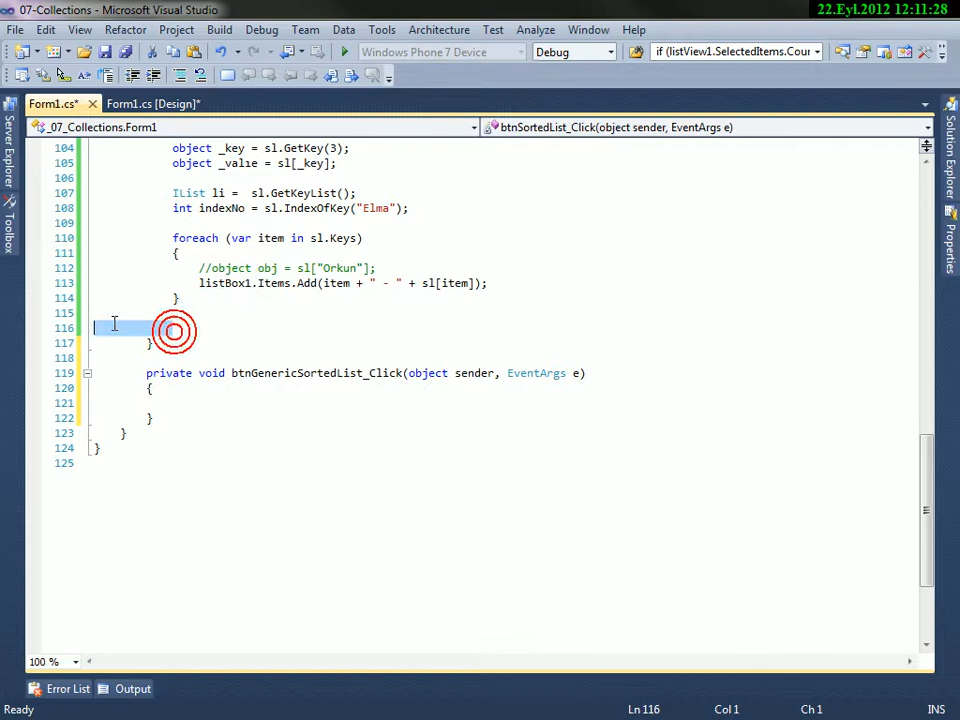 07-Collections - Microsoft Visual Studio
22.Eyl.2012 12:11:28
File Edit View Refactor Project Build Debug Team Data Tools Architecture Test Analyze Window Help
Windows Phone 7 Device Debug if (listView1.SelectedItems.Cour
Form1.cs* Form1.cs [Design]*
_07_Collections.Form1 btnSortedList_Click(object sender, EventArgs e)
104 object _key = sl.GetKey(3);
105 object _value = sl[_key];
106
107 IList li = sl.GetKeyList();
108 int indexNo = sl.IndexOfKey("Elma");
109
110 foreach (var item in sl.Keys)
111 {
112 //object obj = sl["Orkun"];
113 listBox1.Items.Add(item + " - " + sl[item]);
114 }
115
116
117 }
118
119 private void btnGenericSortedList_Click(object sender, EventArgs e)
120 {
121
122 }
123 }
124 }
125
Server Explorer
Toolbox
Solution Explorer
Properties
100 %
Error List Output
Ready Ln 116 Col 1 Ch 1 INS